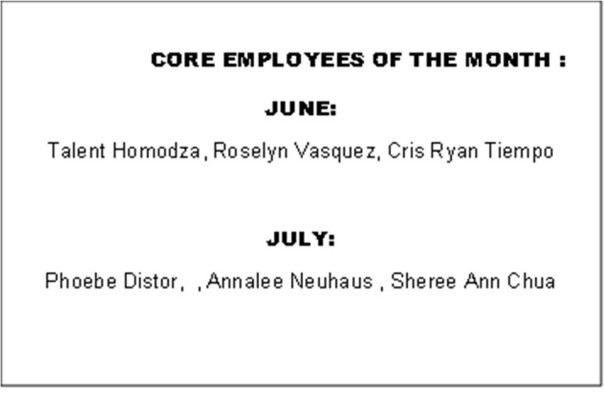 CORE EMPLOYEES OF THE MONTH :
JUNE:
Talent Homodza, Roselyn Vasquez, Cris Ryan Tiempo
JULY:
Phoebe Distor, , Annalee Neuhaus , Sheree Ann Chua